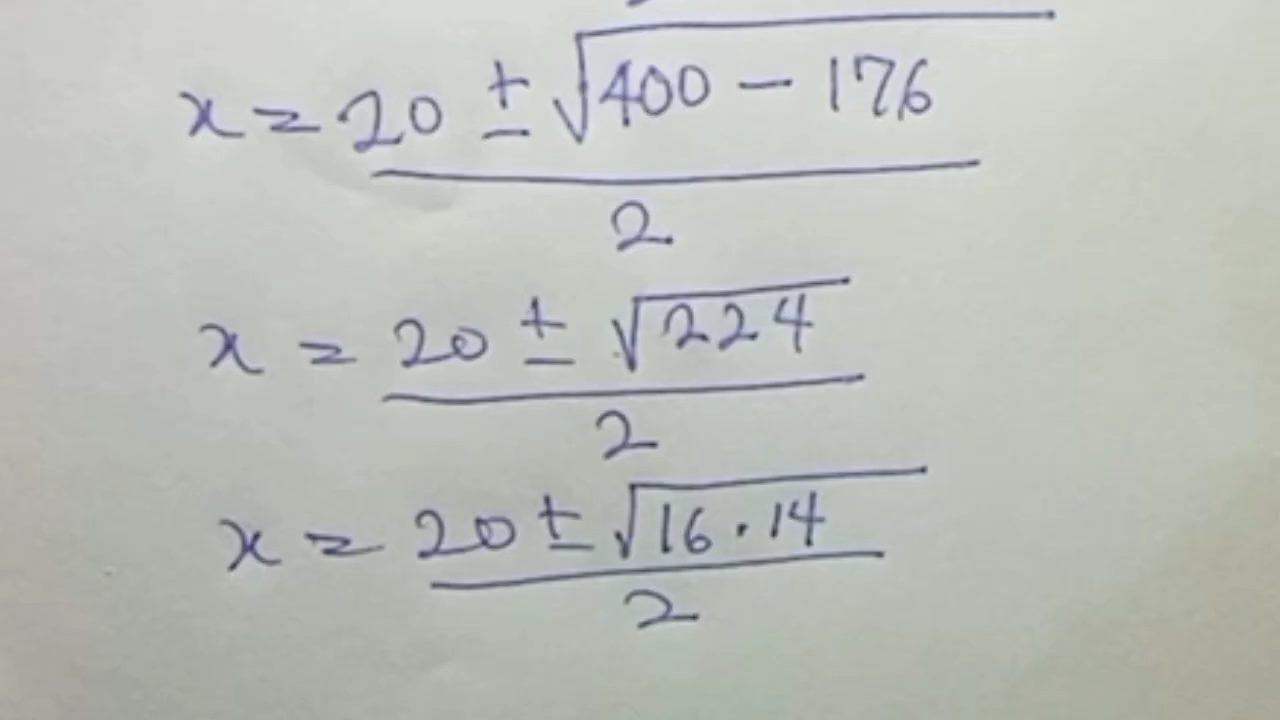 x = 20 ± √400 − 176
2
x = 20 ± √224
2
x = 20 ± √16·14
2